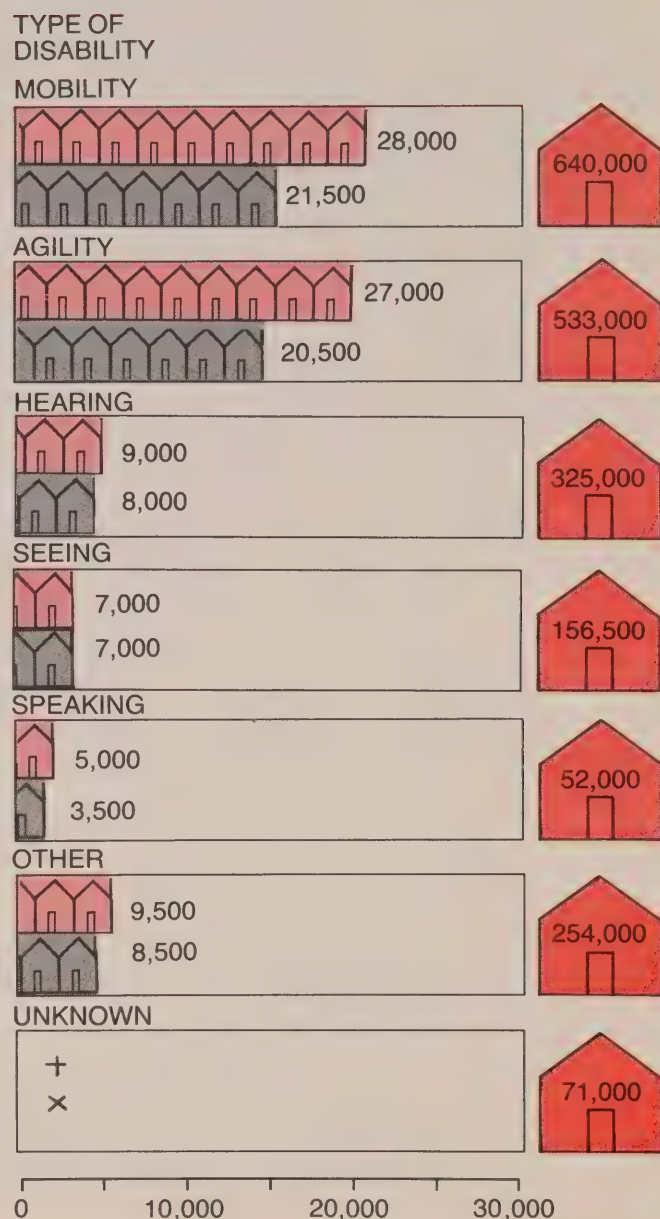 TYPE OF
DISABILITY
MOBILITY
28,000
21,500
640,000
AGILITY
27,000
20,500
533,000
HEARING
9,000
8,000
325,000
SEEING
7,000
7,000
156,500
SPEAKING
5,000
3,500
52,000
OTHER
9,500
8,500
254,000
UNKNOWN
+
×
71,000
0 10,000 20,000 30,000